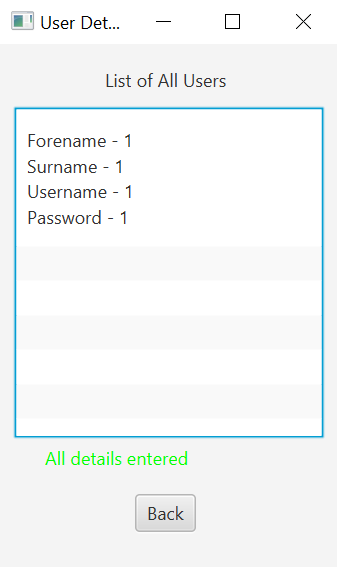 User Det...
List of All Users
Forename - 1
Surname - 1
Username - 1
Password - 1
All details entered
Back